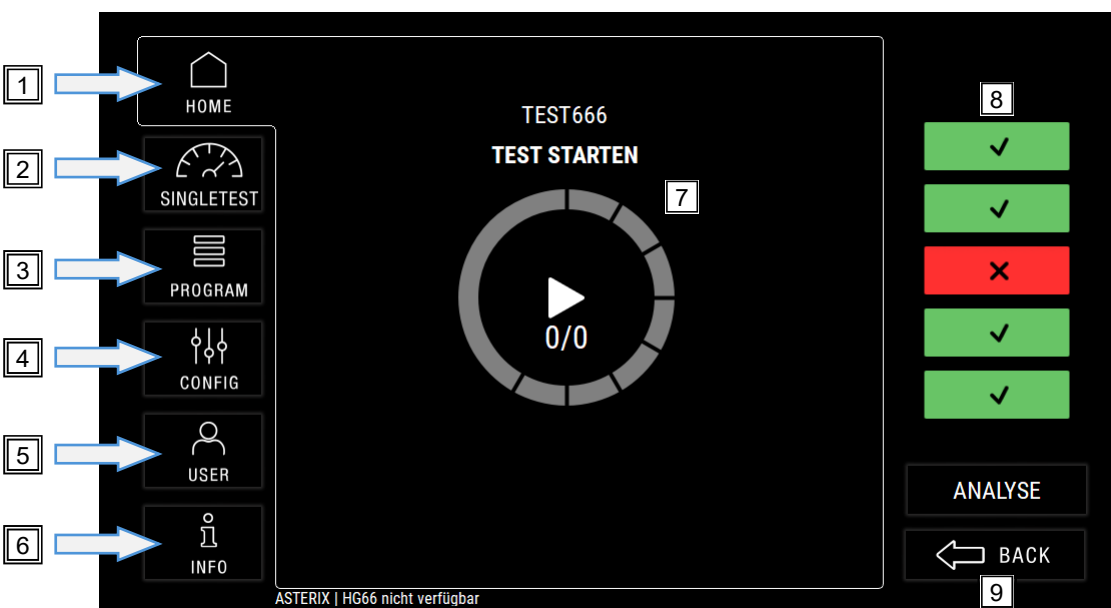 1
HOME
2
SINGLETEST
3
PROGRAM
4
CONFIG
5
USER
6
INFO
TEST666
TEST STARTEN
7
0/0
8
ANALYSE
BACK
9
ASTERIX | HG66 nicht verfügbar